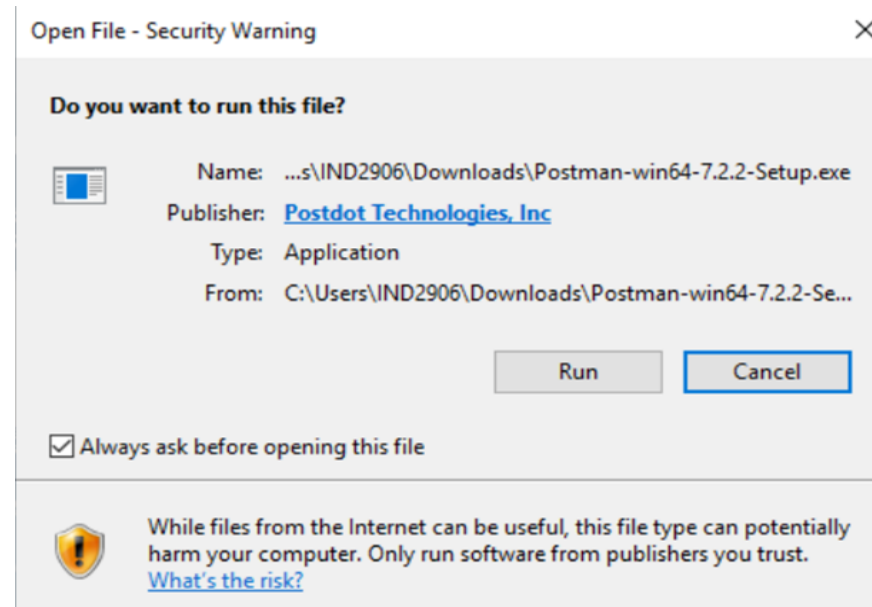 Open File - Security Warning
Do you want to run this file?
Name: ...s\IND2906\Downloads\Postman-win64-7.2.2-Setup.exe
Publisher: Postdot Technologies, Inc
Type: Application
From: C:\Users\IND2906\Downloads\Postman-win64-7.2.2-Se...
Run Cancel
Always ask before opening this file
While files from the Internet can be useful, this file type can potentially
harm your computer. Only run software from publishers you trust.
What's the risk?